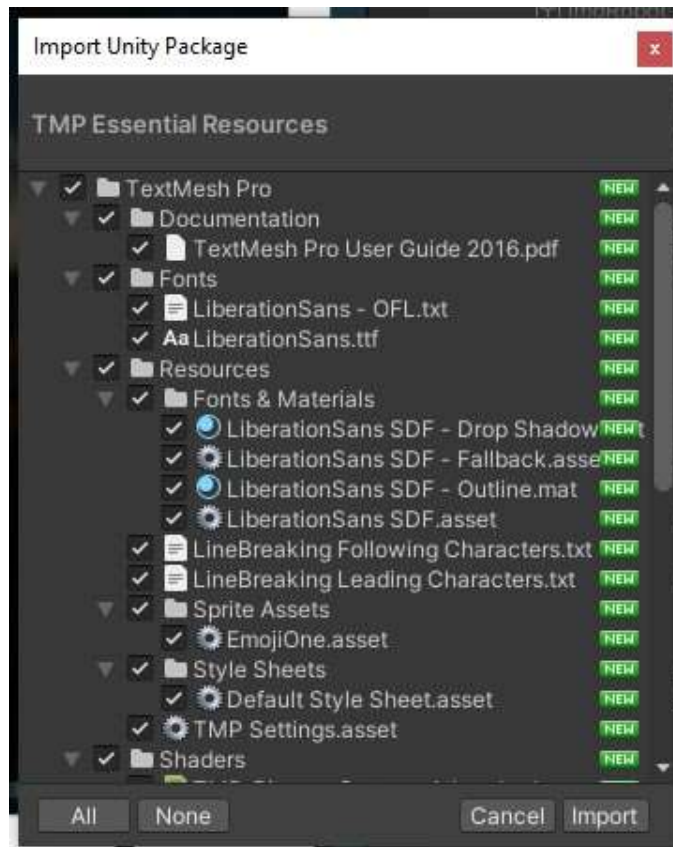 Import Unity Package
x
TMP Essential Resources
TextMesh Pro NEW
Documentation NEW
TextMesh Pro User Guide 2016.pdf NEW
Fonts NEW
LiberationSans - OFL.txt NEW
Aa LiberationSans.ttf NEW
Resources NEW
Fonts & Materials NEW
LiberationSans SDF - Drop Shadow NEW t
LiberationSans SDF - Fallback.asse NEW
LiberationSans SDF - Outline.mat NEW
LiberationSans SDF.asset NEW
LineBreaking Following Characters.txt NEW
LineBreaking Leading Characters.txt NEW
Sprite Assets NEW
EmojiOne.asset NEW
Style Sheets NEW
Default Style Sheet.asset NEW
TMP Settings.asset NEW
Shaders NEW
All None Cancel Import